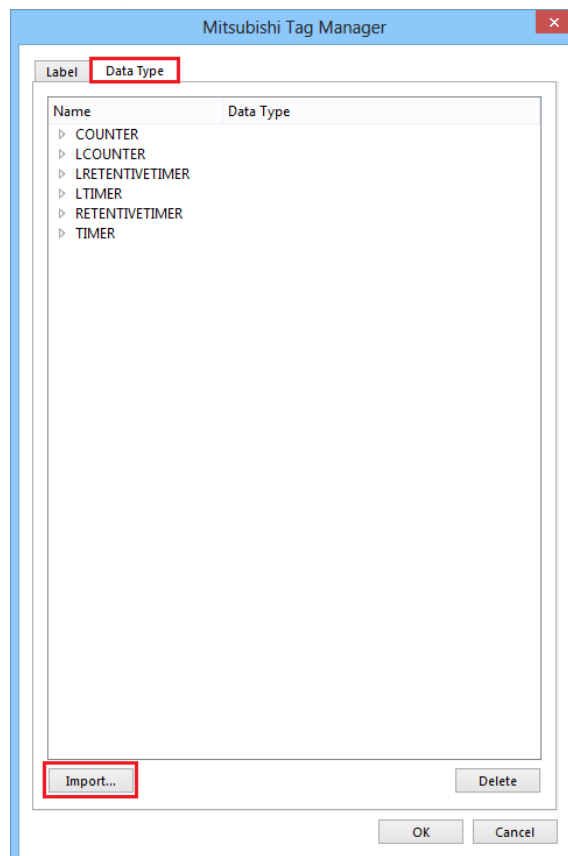 Mitsubishi Tag Manager
Label Data Type
Name Data Type
COUNTER
LCOUNTER
LRETENTIVETIMER
LTIMER
RETENTIVETIMER
TIMER
Import... Delete
OK Cancel